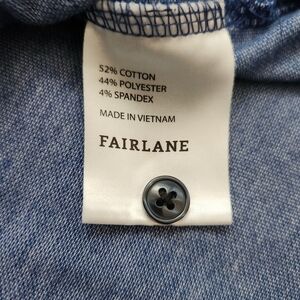 52% COTTON
44% POLYESTER
4% SPANDEX
MADE IN VIETNAM
FAIRLANE